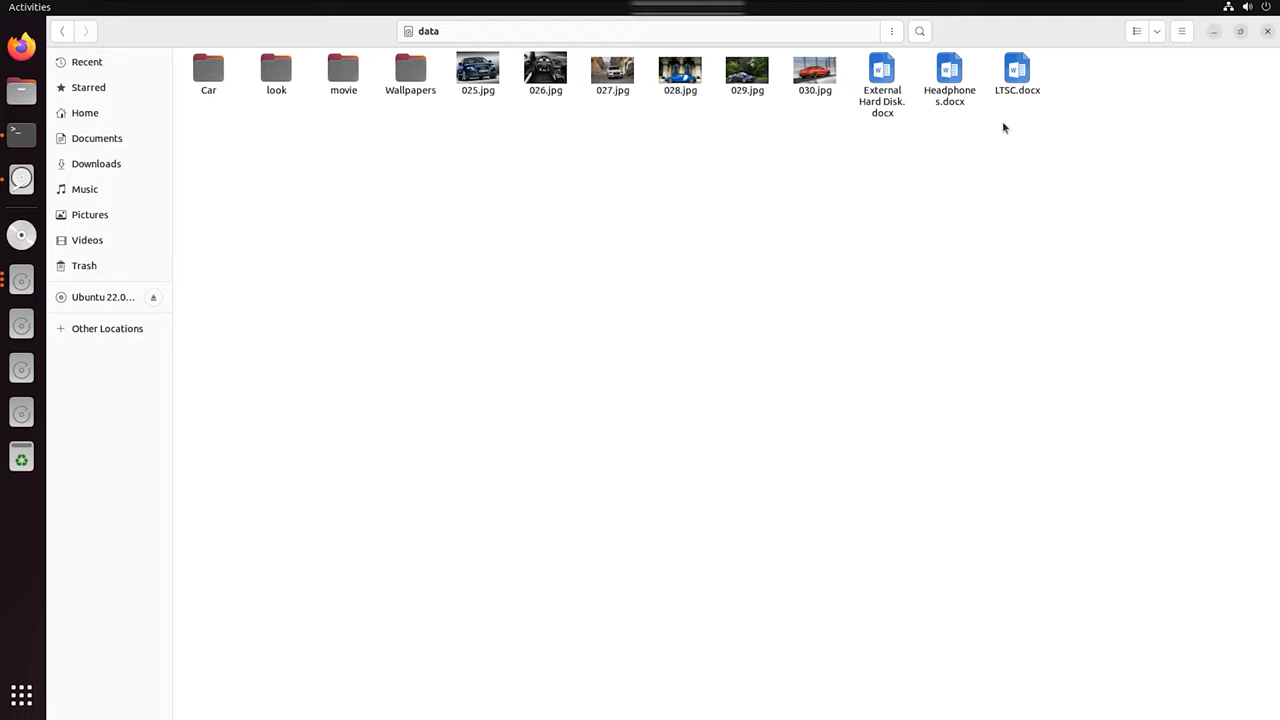 Activities
data
Recent
Starred
Home
Documents
Downloads
Music
Pictures
Videos
Trash
Ubuntu 22.0...
Other Locations
Car
look
movie
Wallpapers
025.jpg
026.jpg
027.jpg
028.jpg
029.jpg
030.jpg
External
Hard Disk.
docx
Headphone
s.docx
LTSC.docx